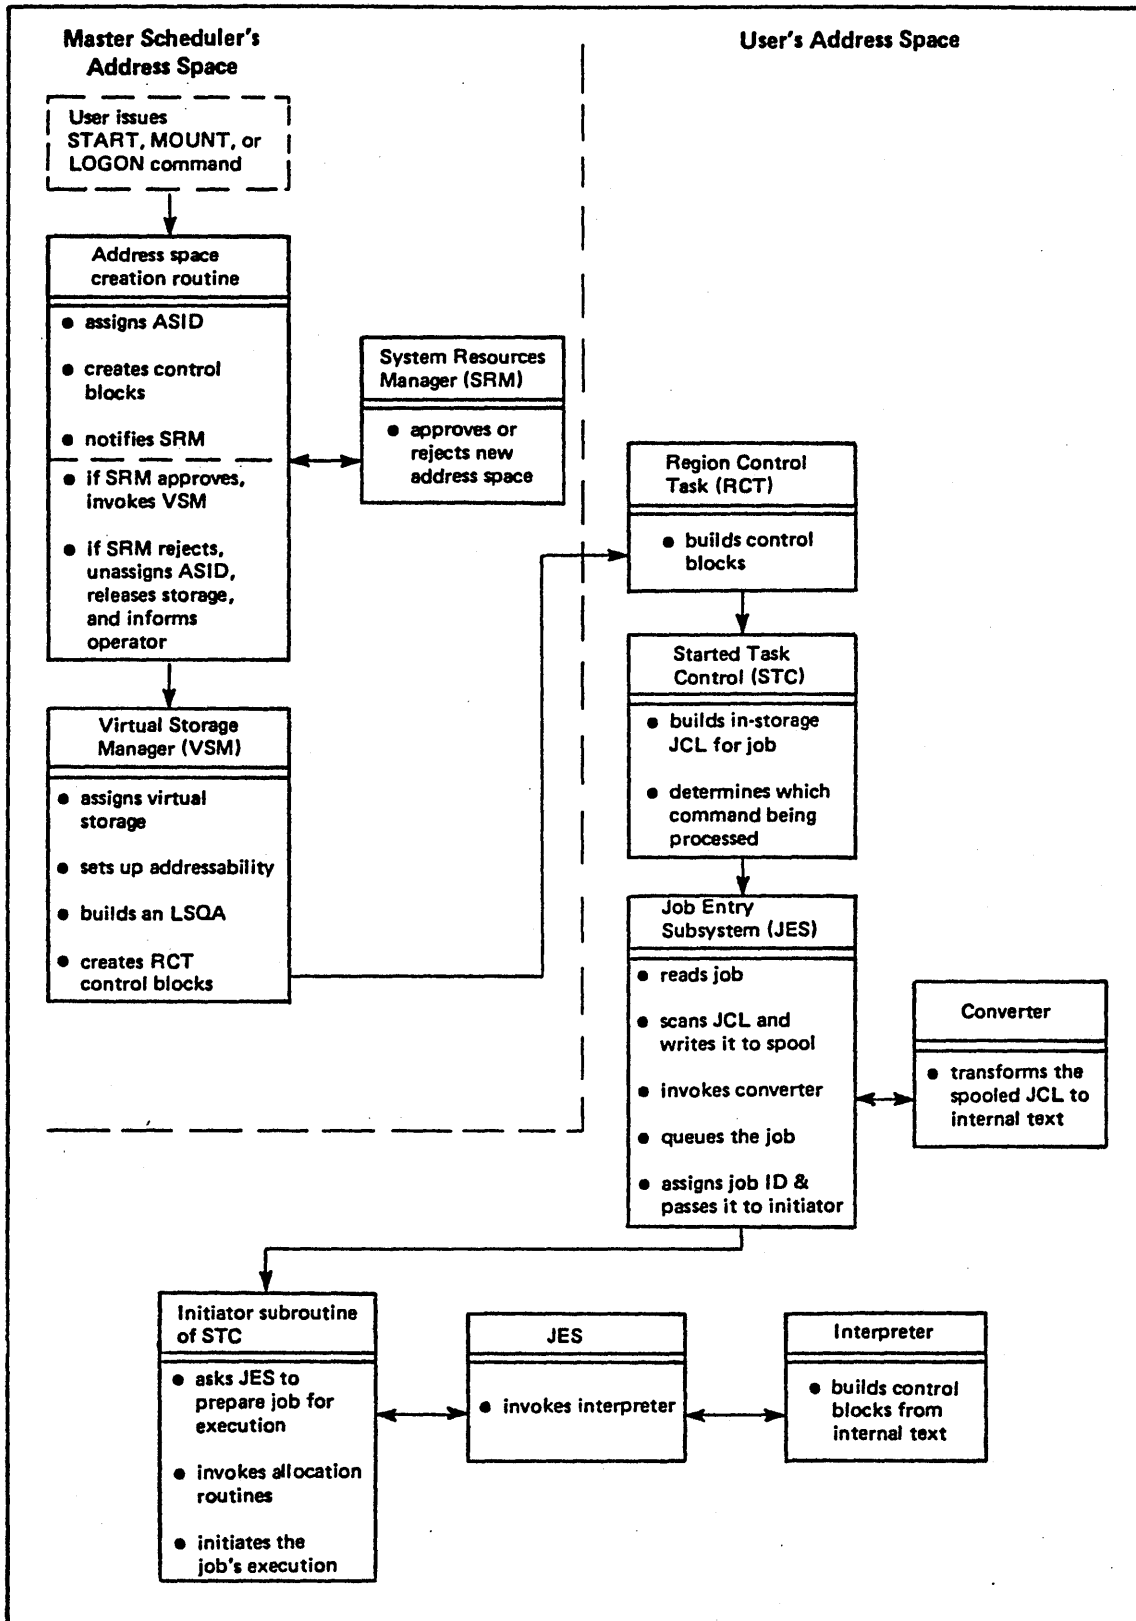 Master Scheduler's
Address Space
User's Address Space
User issues
START, MOUNT, or
LOGON command
Address space
creation routine
● assigns ASID
● creates control
blocks
● notifies SRM
● if SRM approves,
invokes VSM
● if SRM rejects,
unassigns ASID,
releases storage,
and informs
operator
System Resources
Manager (SRM)
● approves or
rejects new
address space
Virtual Storage
Manager (VSM)
● assigns virtual
storage
● sets up addressability
● builds an LSQA
● creates RCT
control blocks
Region Control
Task (RCT)
● builds control
blocks
Started Task
Control (STC)
● builds in-storage
JCL for job
● determines which
command being
processed
Job Entry
Subsystem (JES)
● reads job
● scans JCL and
writes it to spool
● invokes converter
● queues the job
● assigns job ID &
passes it to initiator
Converter
● transforms the
spooled JCL to
internal text
Initiator subroutine
of STC
● asks JES to
prepare job for
execution
● invokes allocation
routines
● initiates the
job's execution
JES
● invokes interpreter
Interpreter
● builds control
blocks from
internal text